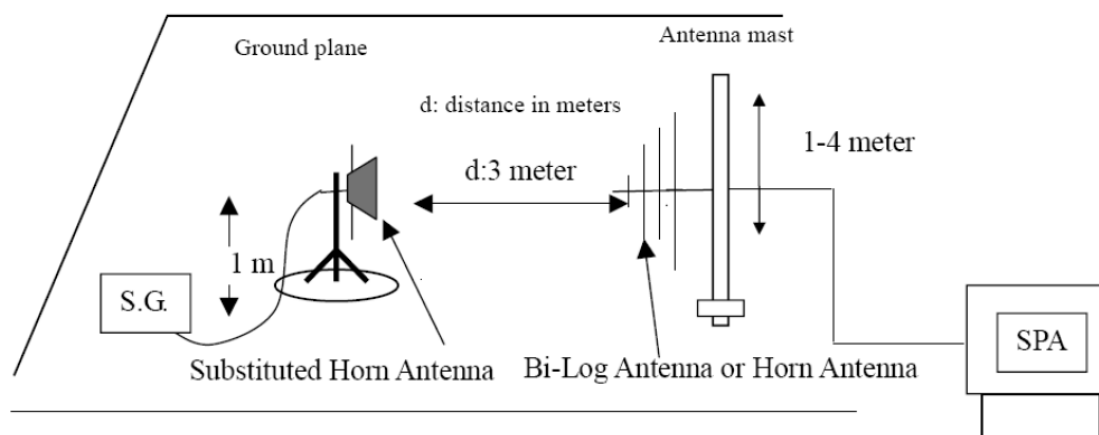 Antenna mast
Ground plane
d: distance in meters
1-4 meter
d:3 meter
1 m
S.G.
SPA
Substituted Horn Antenna
Bi-Log Antenna or Horn Antenna